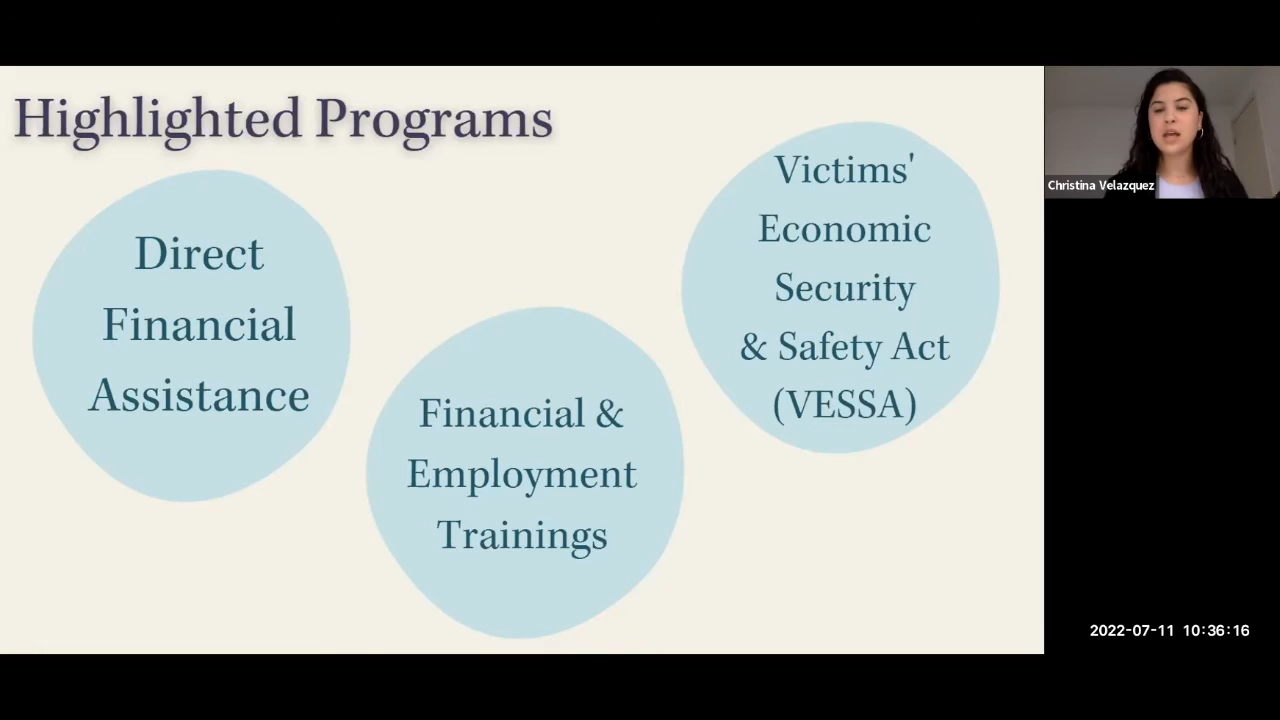 Highlighted Programs
Direct
Financial
Assistance
Financial &
Employment
Trainings
Victims'
Economic
Security
& Safety Act
(VESSA)
Christina Velazquez
2022-07-11 10:36:16